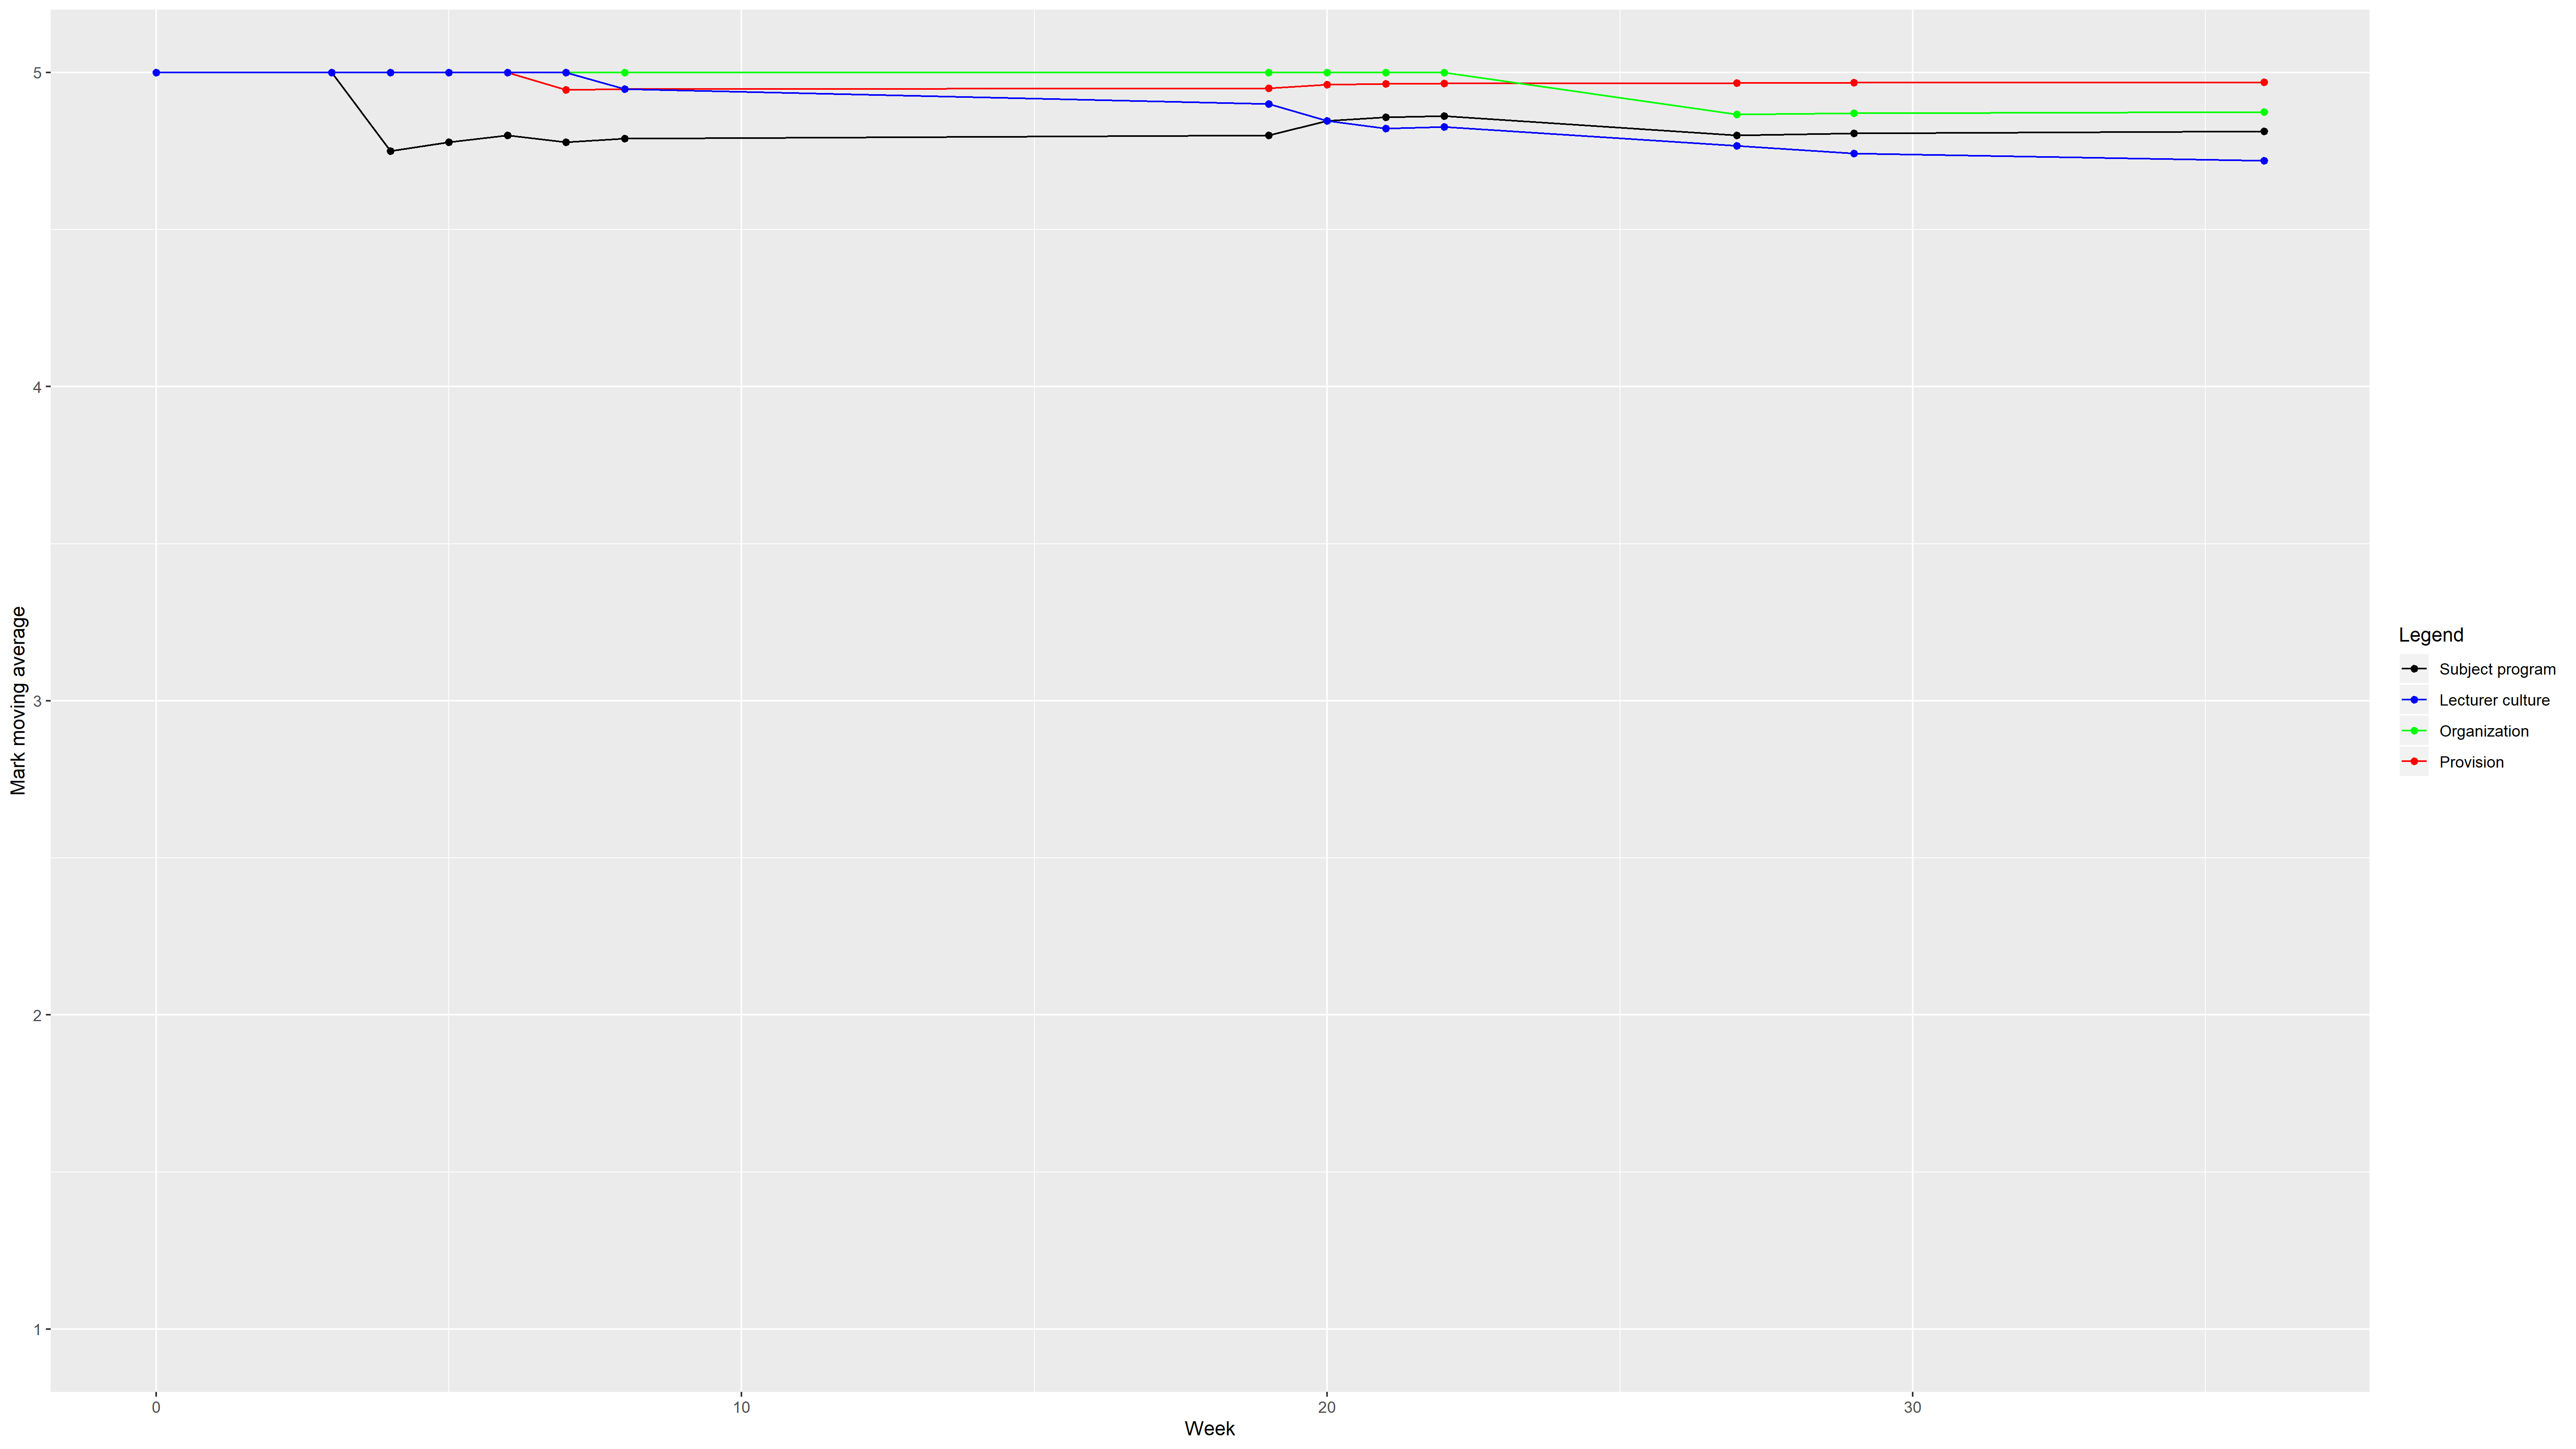 5
4
3
2
1
Mark moving average
0 10 20 30
Week
Legend
Subject program
Lecturer culture
Organization
Provision